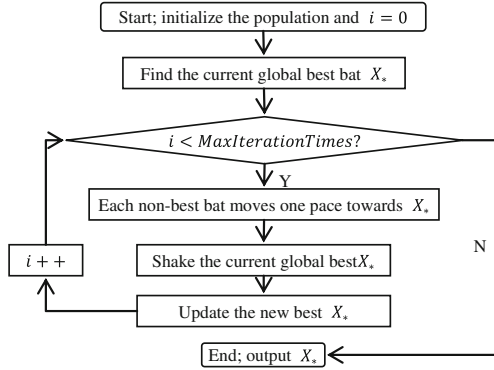 Start; initialize the population and i = 0
Find the current global best bat X*
i < MaxIterationTimes?
Y
Each non-best bat moves one pace towards X*
N
i + +
Shake the current global bestX*
Update the new best X*
End; output X*